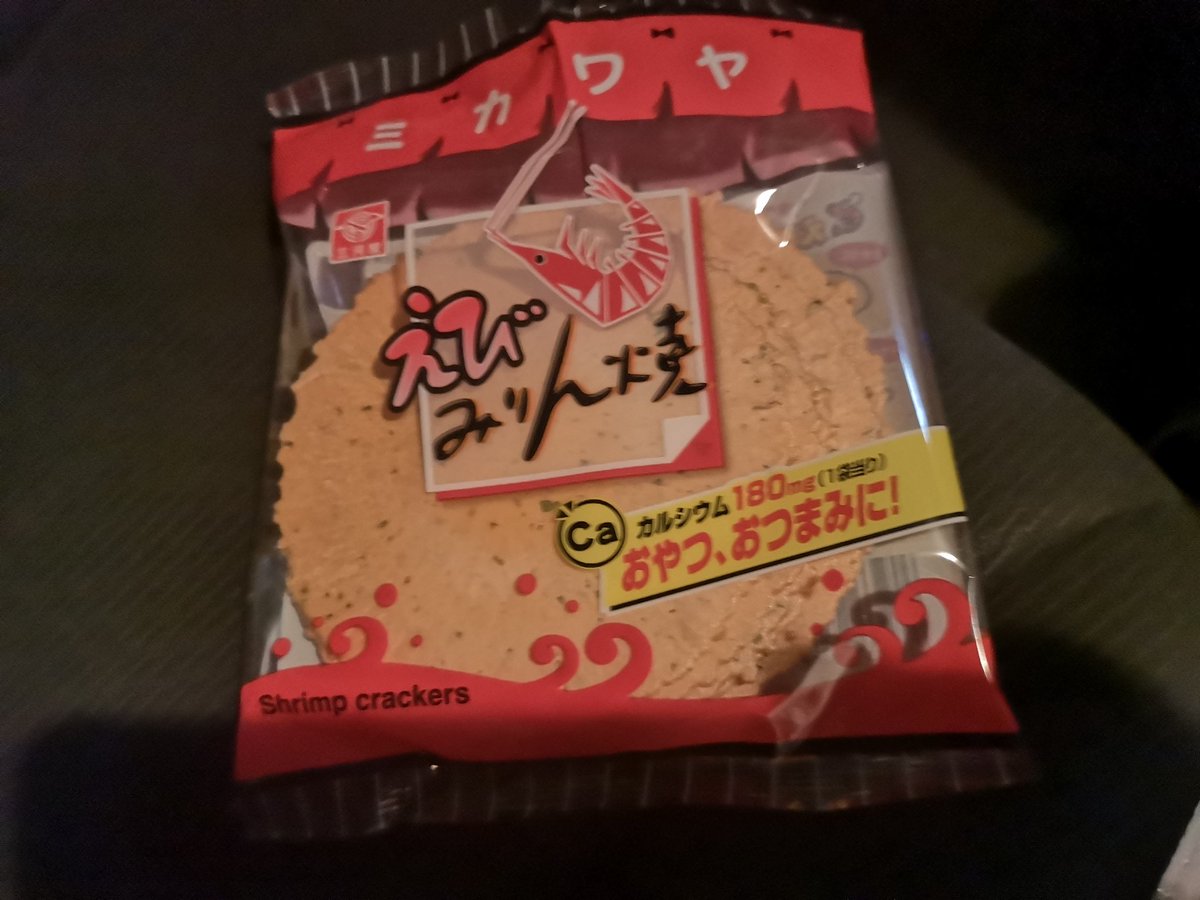 ミカワヤ
えび
みりん焼
Ca
カルシウム180mg(1袋当り)
おやつ、おつまみに!
Shrimp crackers